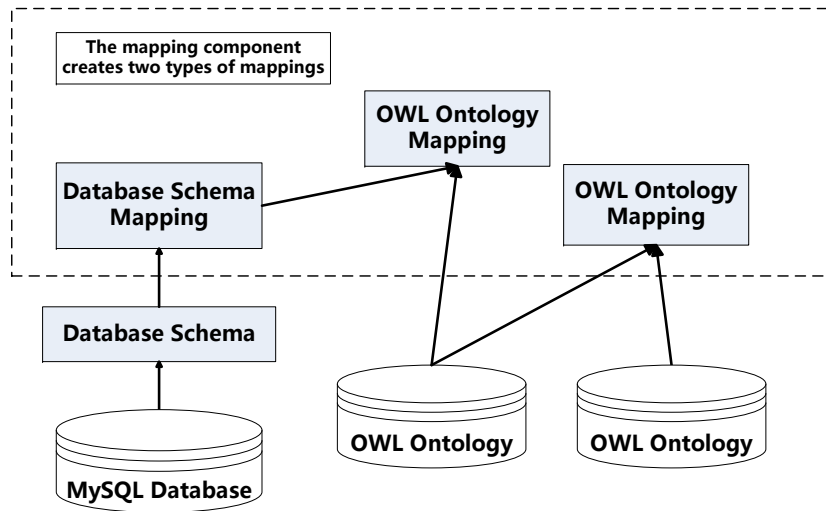 The mapping component
creates two types of mappings
OWL Ontology
Mapping
Database Schema
Mapping
OWL Ontology
Mapping
Database Schema
OWL Ontology
OWL Ontology
MySQL Database